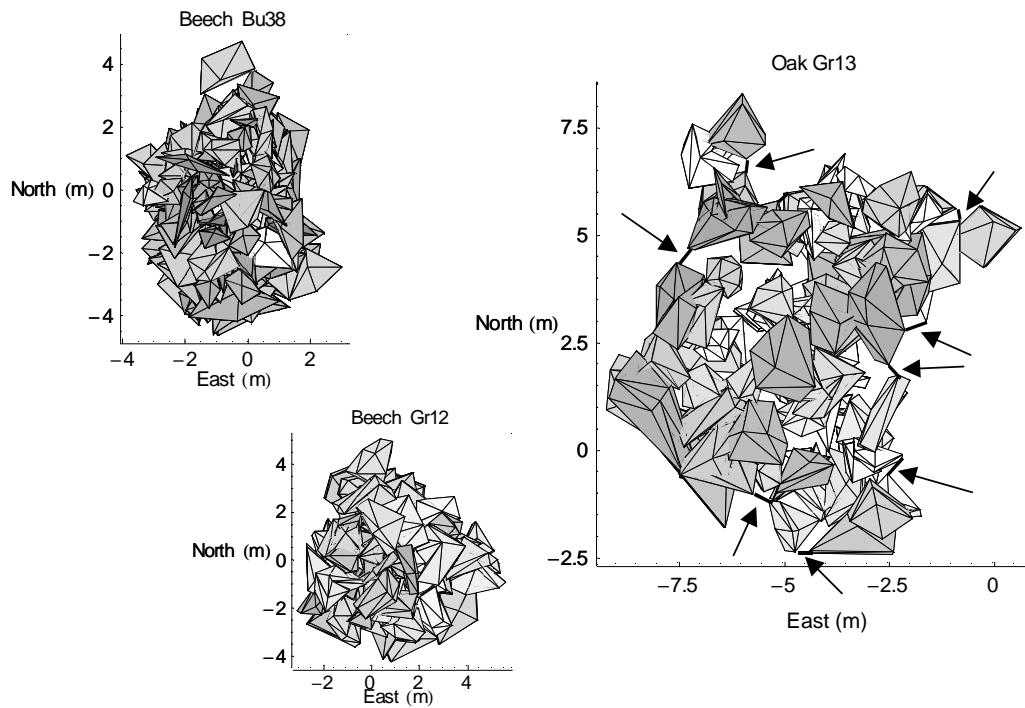 Beech Bu38
4
2
North (m) 0
−2
−4
−4 −2 0 2
East (m)
Beech Gr12
4
2
North (m) 0
−2
−4
−2 0 2 4
East (m)
Oak Gr13
7.5
5
North (m)
2.5
0
−2.5
−7.5 −5 −2.5 0
East (m)